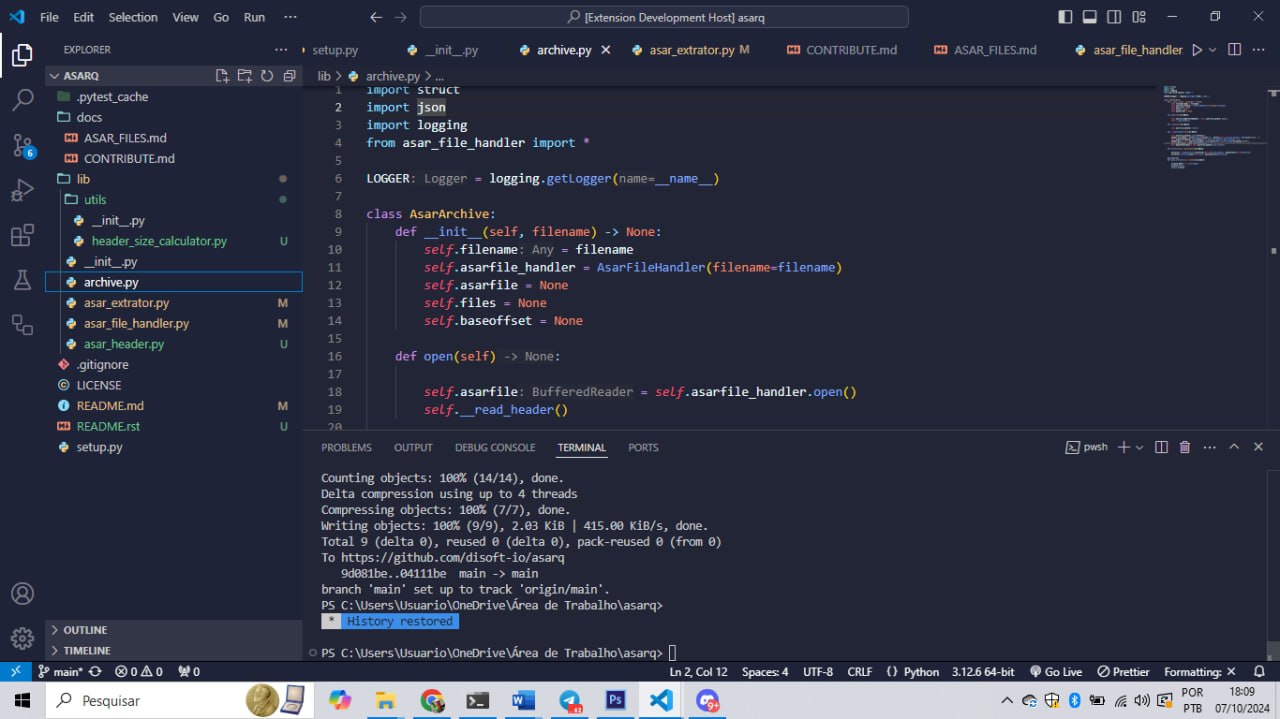 File Edit Selection View Go Run ··· [Extension Development Host] asarq
EXPLORER ···
setup.py __init__.py archive.py asar_extrator.py M CONTRIBUTE.md ASAR_FILES.md asar_file_handler ···
ASARQ
lib > archive.py > ...
.pytest_cache
docs
ASAR_FILES.md
CONTRIBUTE.md
lib
utils
__init__.py
header_size_calculator.py U
__init__.py
archive.py
asar_extrator.py M
asar_file_handler.py M
asar_header.py U
.gitignore
LICENSE
README.md M
README.rst U
setup.py
OUTLINE
TIMELINE
1 import struct
2 import json
3 import logging
4 from asar_file_handler import *
5
6 LOGGER: Logger = logging.getLogger(name=__name__)
7
8 class AsarArchive:
9 def __init__(self, filename) -> None:
10 self.filename: Any = filename
11 self.asarfile_handler = AsarFileHandler(filename=filename)
12 self.asarfile = None
13 self.files = None
14 self.baseoffset = None
15
16 def open(self) -> None:
17
18 self.asarfile: BufferedReader = self.asarfile_handler.open()
19 self.__read_header()
20
PROBLEMS OUTPUT DEBUG CONSOLE TERMINAL PORTS pwsh ···
Counting objects: 100% (14/14), done.
Delta compression using up to 4 threads
Compressing objects: 100% (7/7), done.
Writing objects: 100% (9/9), 2.03 KiB | 415.00 KiB/s, done.
Total 9 (delta 0), reused 0 (delta 0), pack-reused 0 (from 0)
To https://github.com/disoft-io/asarq
9d081be..04111be main -> main
branch 'main' set up to track 'origin/main'.
PS C:\Users\Usuario\OneDrive\Área de Trabalho\asarq>
* History restored
PS C:\Users\Usuario\OneDrive\Área de Trabalho\asarq>
6
main* 0 0 0 Ln 2, Col 12 Spaces: 4 UTF-8 CRLF { } Python 3.12.6 64-bit Go Live Prettier Formatting: ✕
Pesquisar
W
Ps
9+
POR
PTB
18:09
07/10/2024